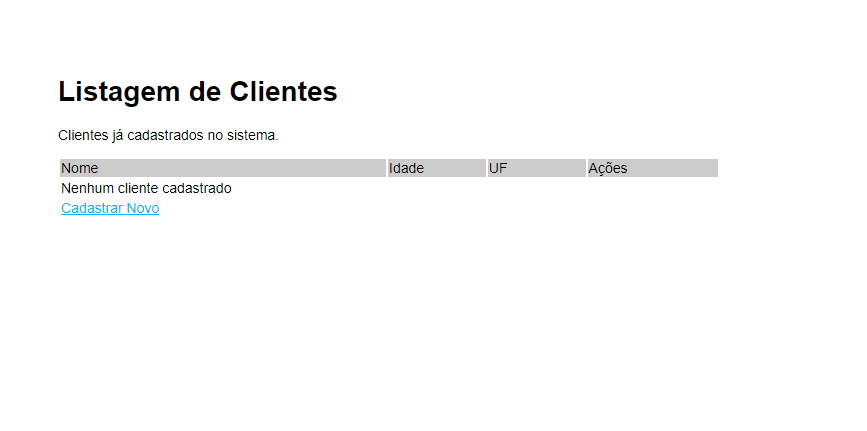 Listagem de Clientes
Clientes já cadastrados no sistema.
Nome Idade UF Ações
Nenhum cliente cadastrado
Cadastrar Novo